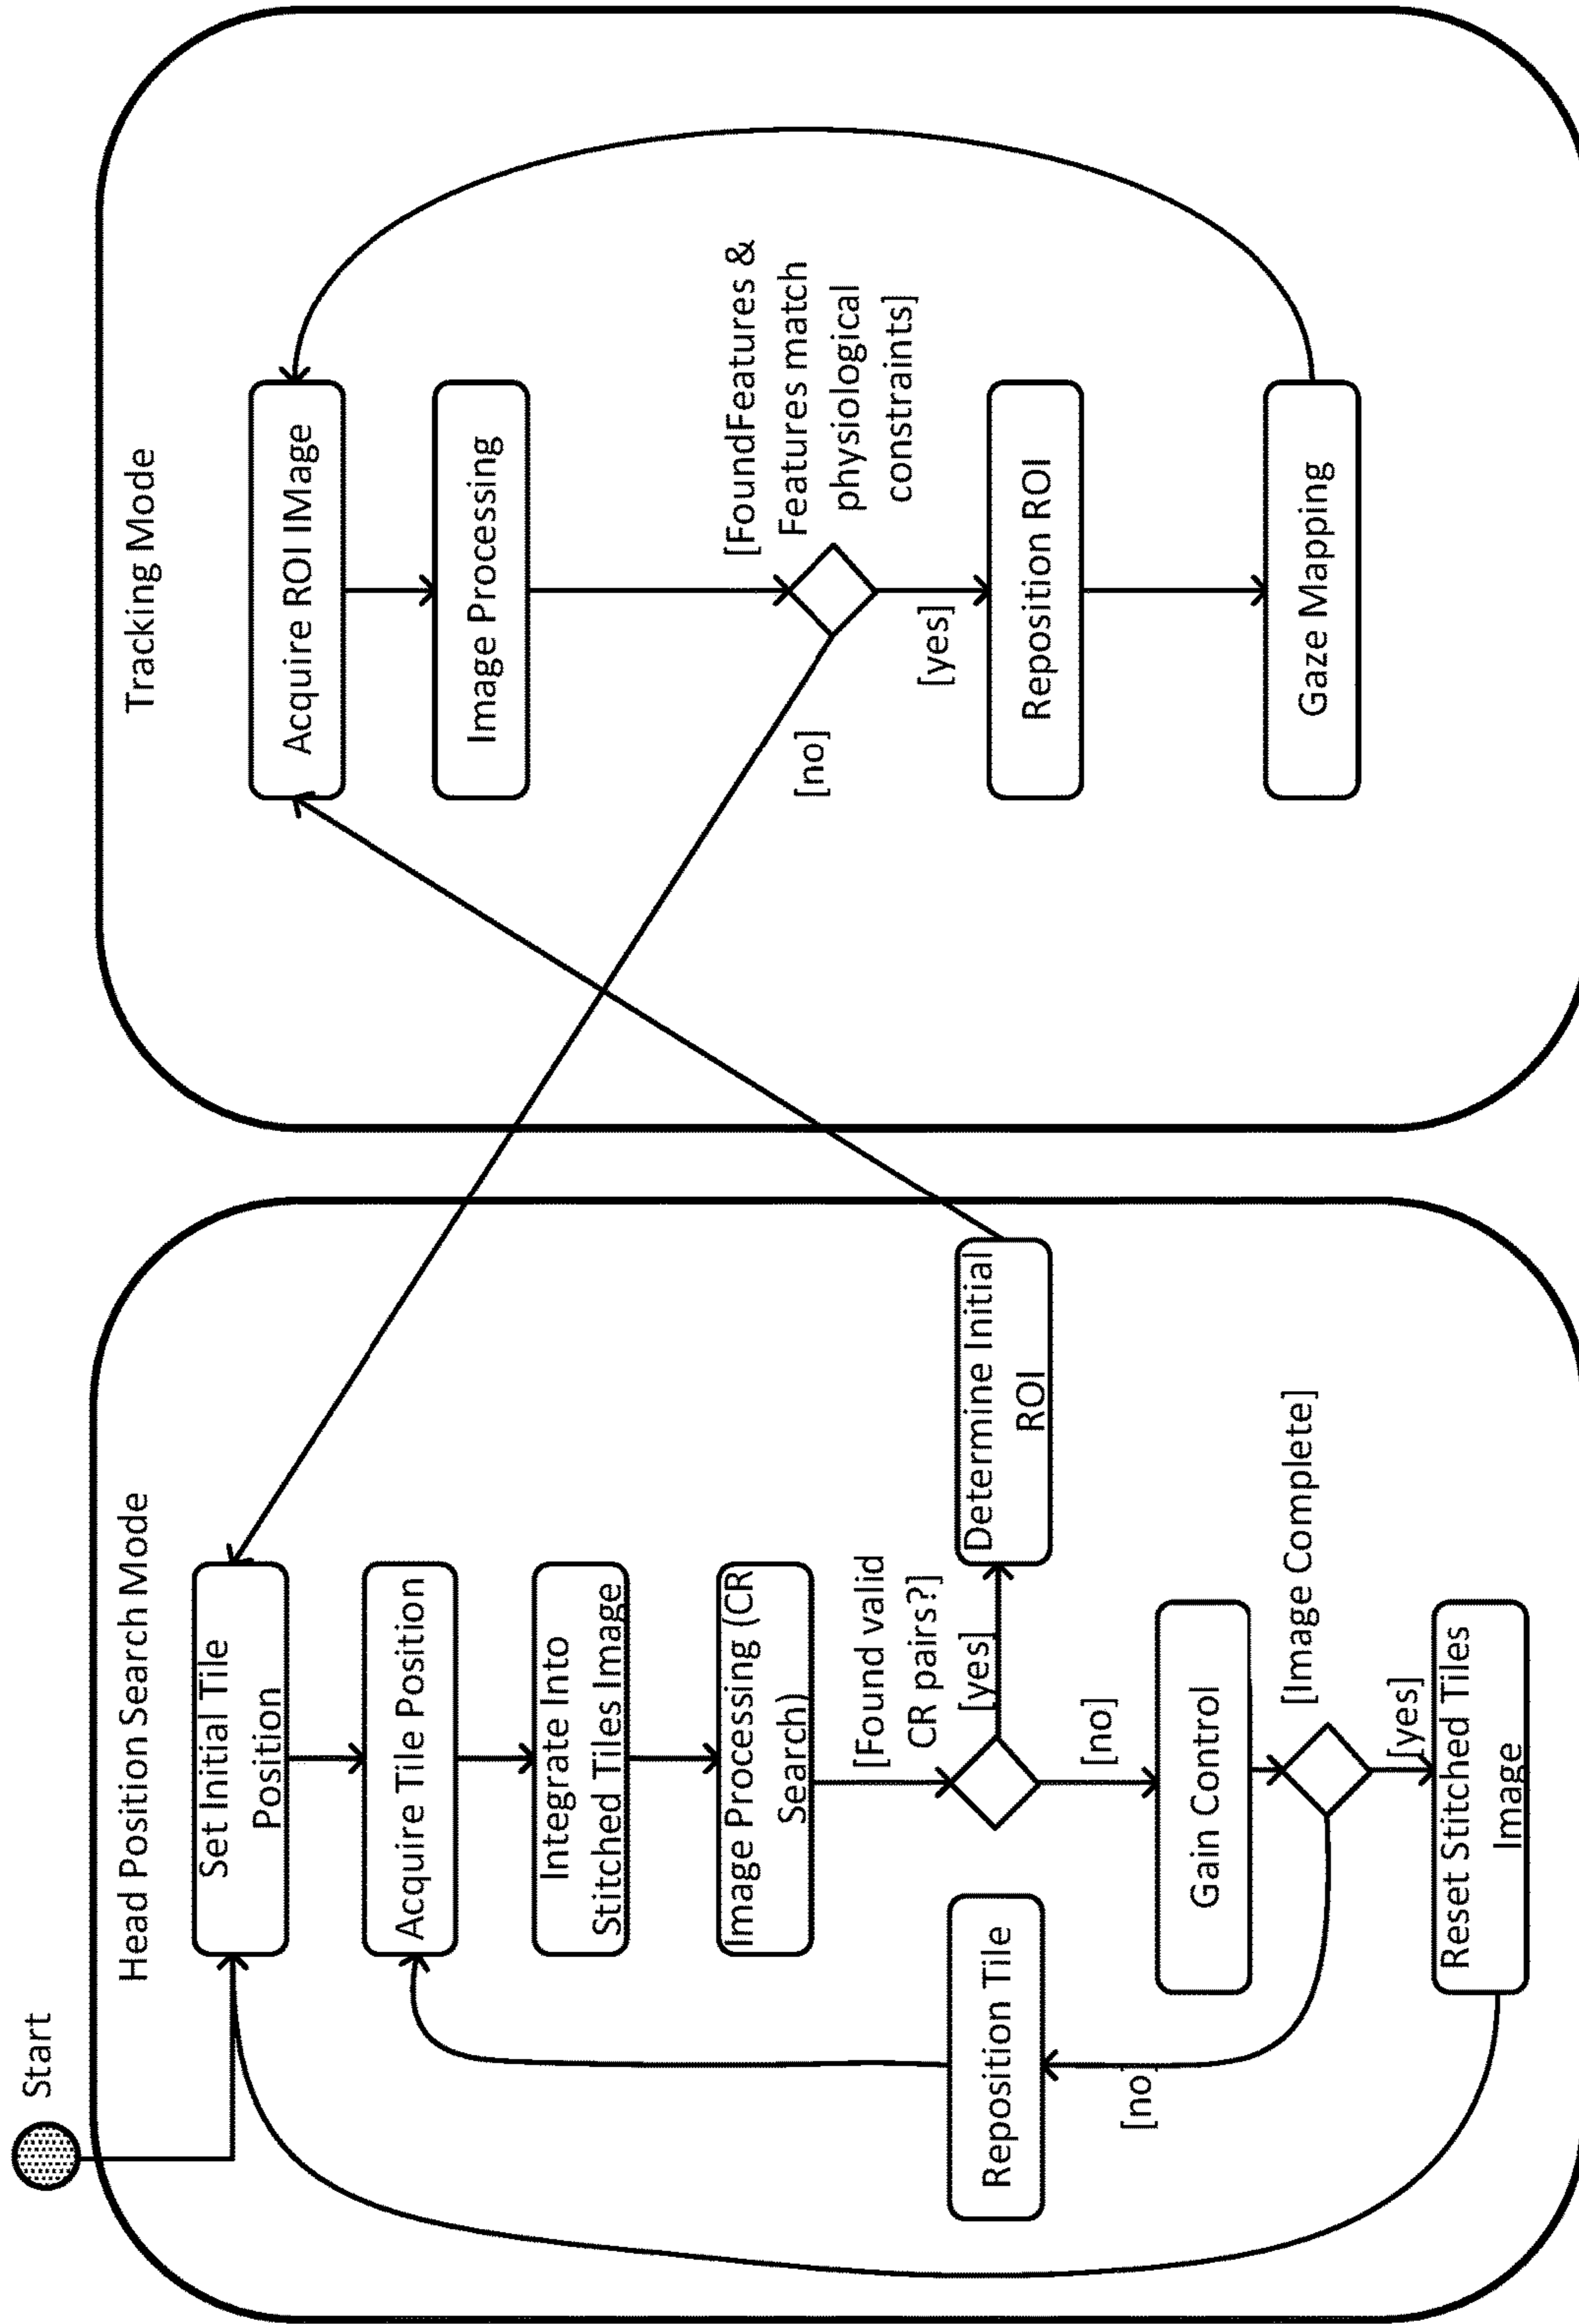 Start
Head Position Search Mode
Set Initial Tile
Position
Acquire Tile Position
Integrate Into
Stitched Tiles Image
Image Processing (CR
Search)
[Found valid
CR pairs?]
[yes]
Determine Initial
ROI
[no]
Reposition Tile
Gain Control
[Image Complete]
[no]
[yes]
Reset Stitched Tiles
Image
Tracking Mode
Acquire ROI IMage
Image Processing
[FoundFeatures &
Features match
physiological
constraints]
[no]
[yes]
Reposition ROI
Gaze Mapping